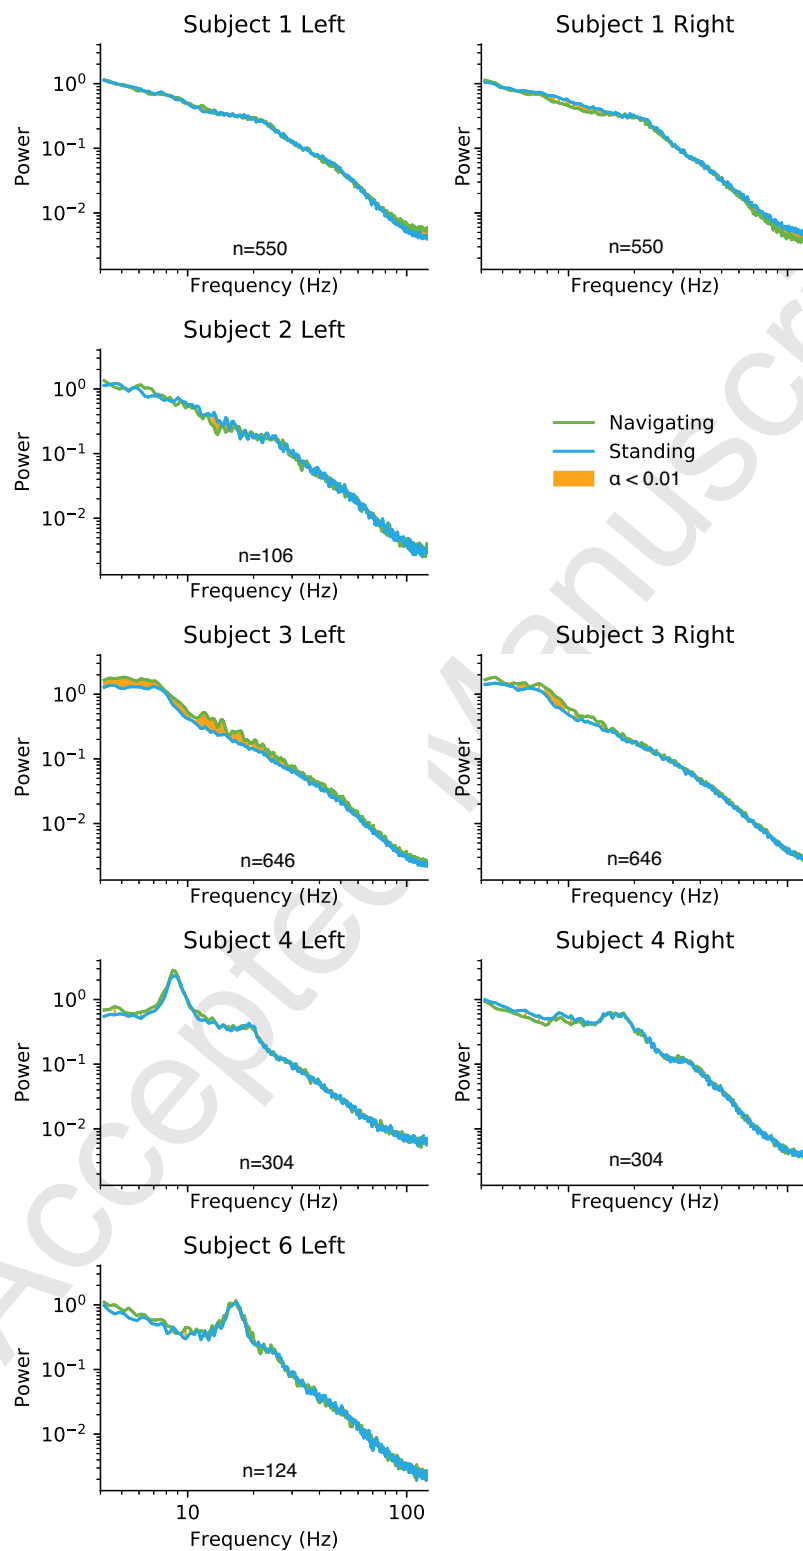 Subject 1 Left
Subject 1 Right
10⁰
10⁻¹
10⁻²
Power
n=550
Frequency (Hz)
Power
n=550
Frequency (Hz)
Subject 2 Left
10⁰
10⁻¹
10⁻²
Power
n=106
Frequency (Hz)
Navigating
Standing
α < 0.01
Subject 3 Left
Subject 3 Right
10⁰
10⁻¹
10⁻²
Power
n=646
Frequency (Hz)
Power
n=646
Frequency (Hz)
Subject 4 Left
Subject 4 Right
10⁰
10⁻¹
10⁻²
Power
n=304
Frequency (Hz)
Power
n=304
Frequency (Hz)
Subject 6 Left
10⁰
10⁻¹
10⁻²
Power
n=124
10
100
Frequency (Hz)
Accepted Manuscri